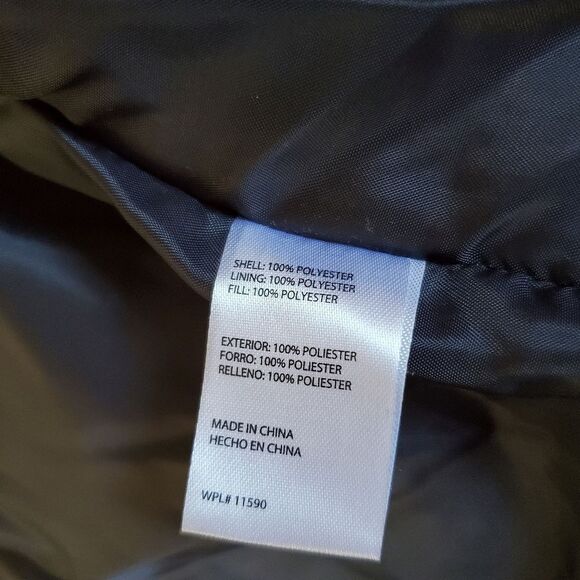 SHELL: 100% POLYESTER
LINING: 100% POLYESTER
FILL: 100% POLYESTER
EXTERIOR: 100% POLIESTER
FORRO: 100% POLIESTER
RELLENO: 100% POLIESTER
MADE IN CHINA
HECHO EN CHINA
WPL# 11590